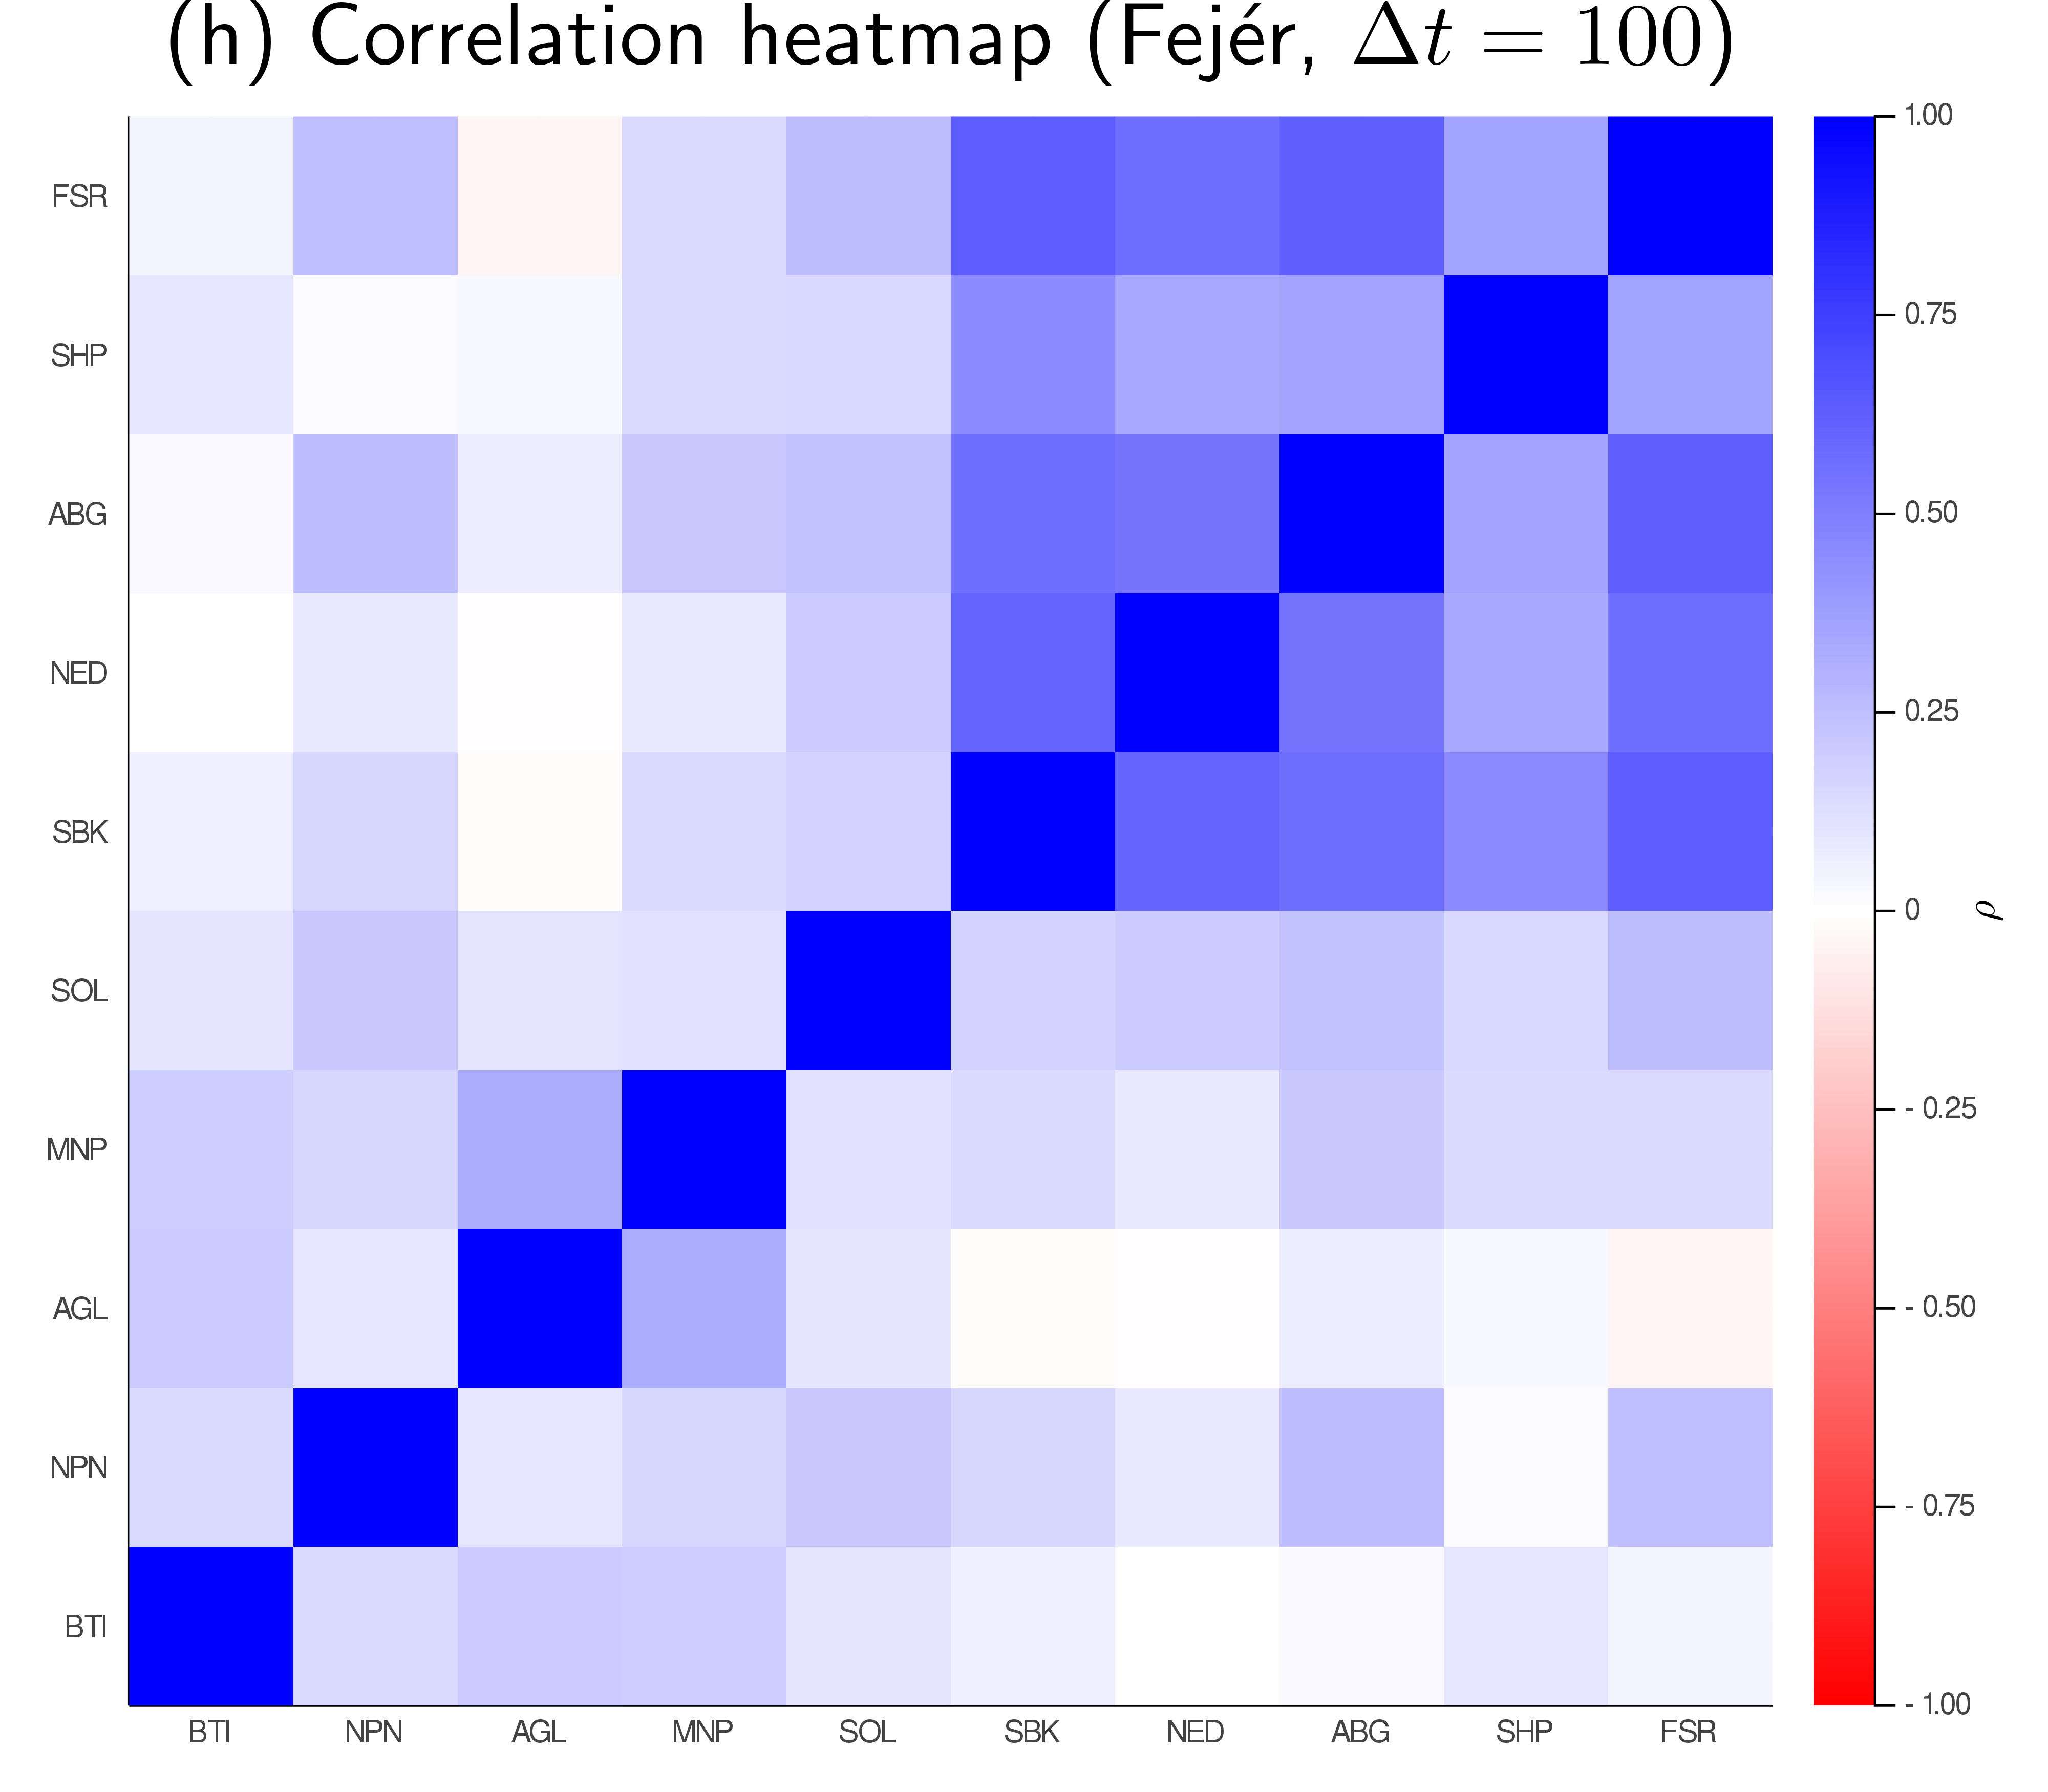 (h) Correlation heatmap (Fejér, Δt = 100)
FSR
SHP
ABG
NED
SBK
SOL
MNP
AGL
NPN
BTI
BTI NPN AGL MNP SOL SBK NED ABG SHP FSR
1.00
0.75
0.50
0.25
0
- 0.25
- 0.50
- 0.75
- 1.00
ρ